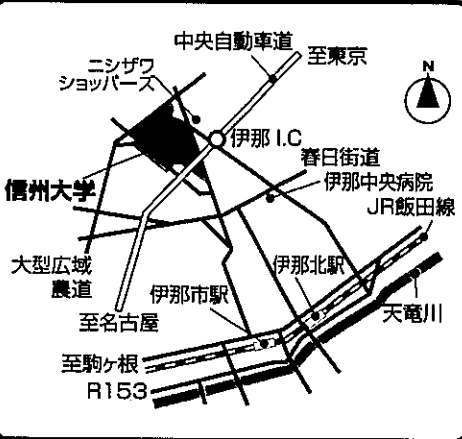 中央自動車道
至東京
ニシザワ
ショッパーズ
N
伊那 I.C
春日街道
信州大学
伊那中央病院
JR飯田線
大型広域
農道
伊那北駅
伊那市駅
至名古屋
天竜川
至駒ヶ根
R153